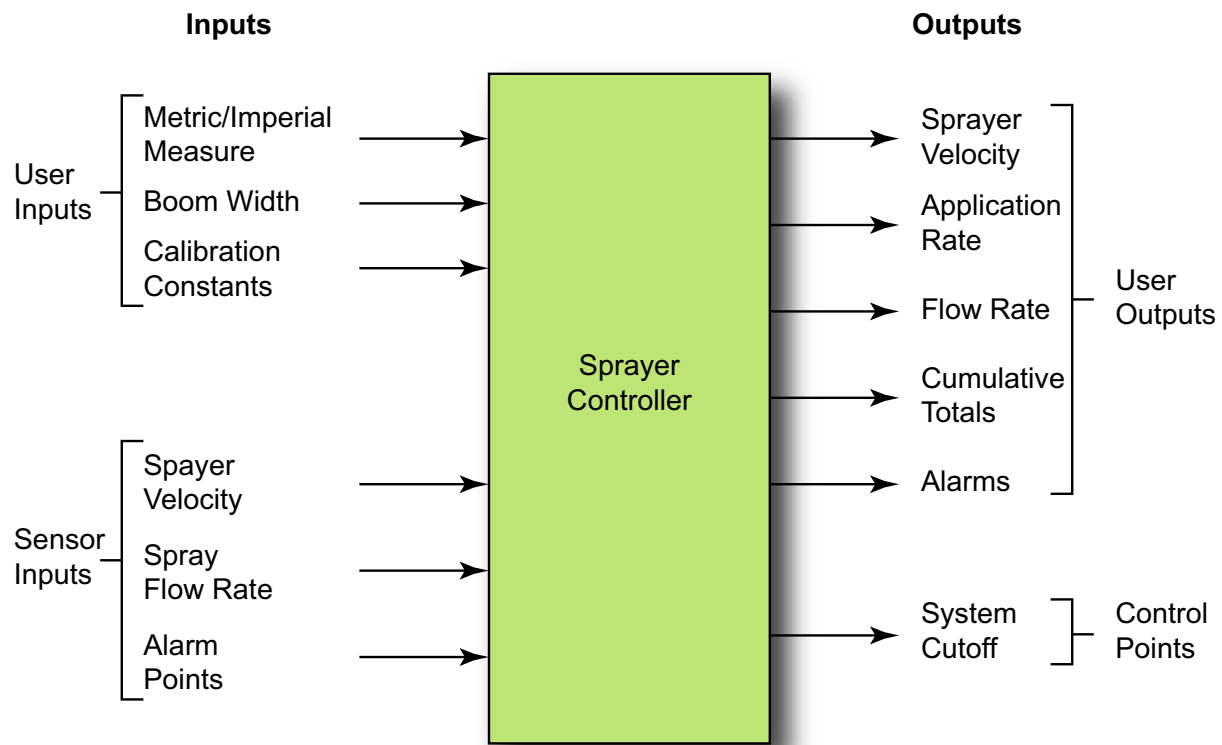 Inputs
Outputs
User
Inputs
Metric/Imperial
Measure
Boom Width
Calibration
Constants
Sensor
Inputs
Spayer
Velocity
Spray
Flow Rate
Alarm
Points
Sprayer
Controller
Sprayer
Velocity
Application
Rate
Flow Rate
Cumulative
Totals
Alarms
User
Outputs
System
Cutoff
Control
Points